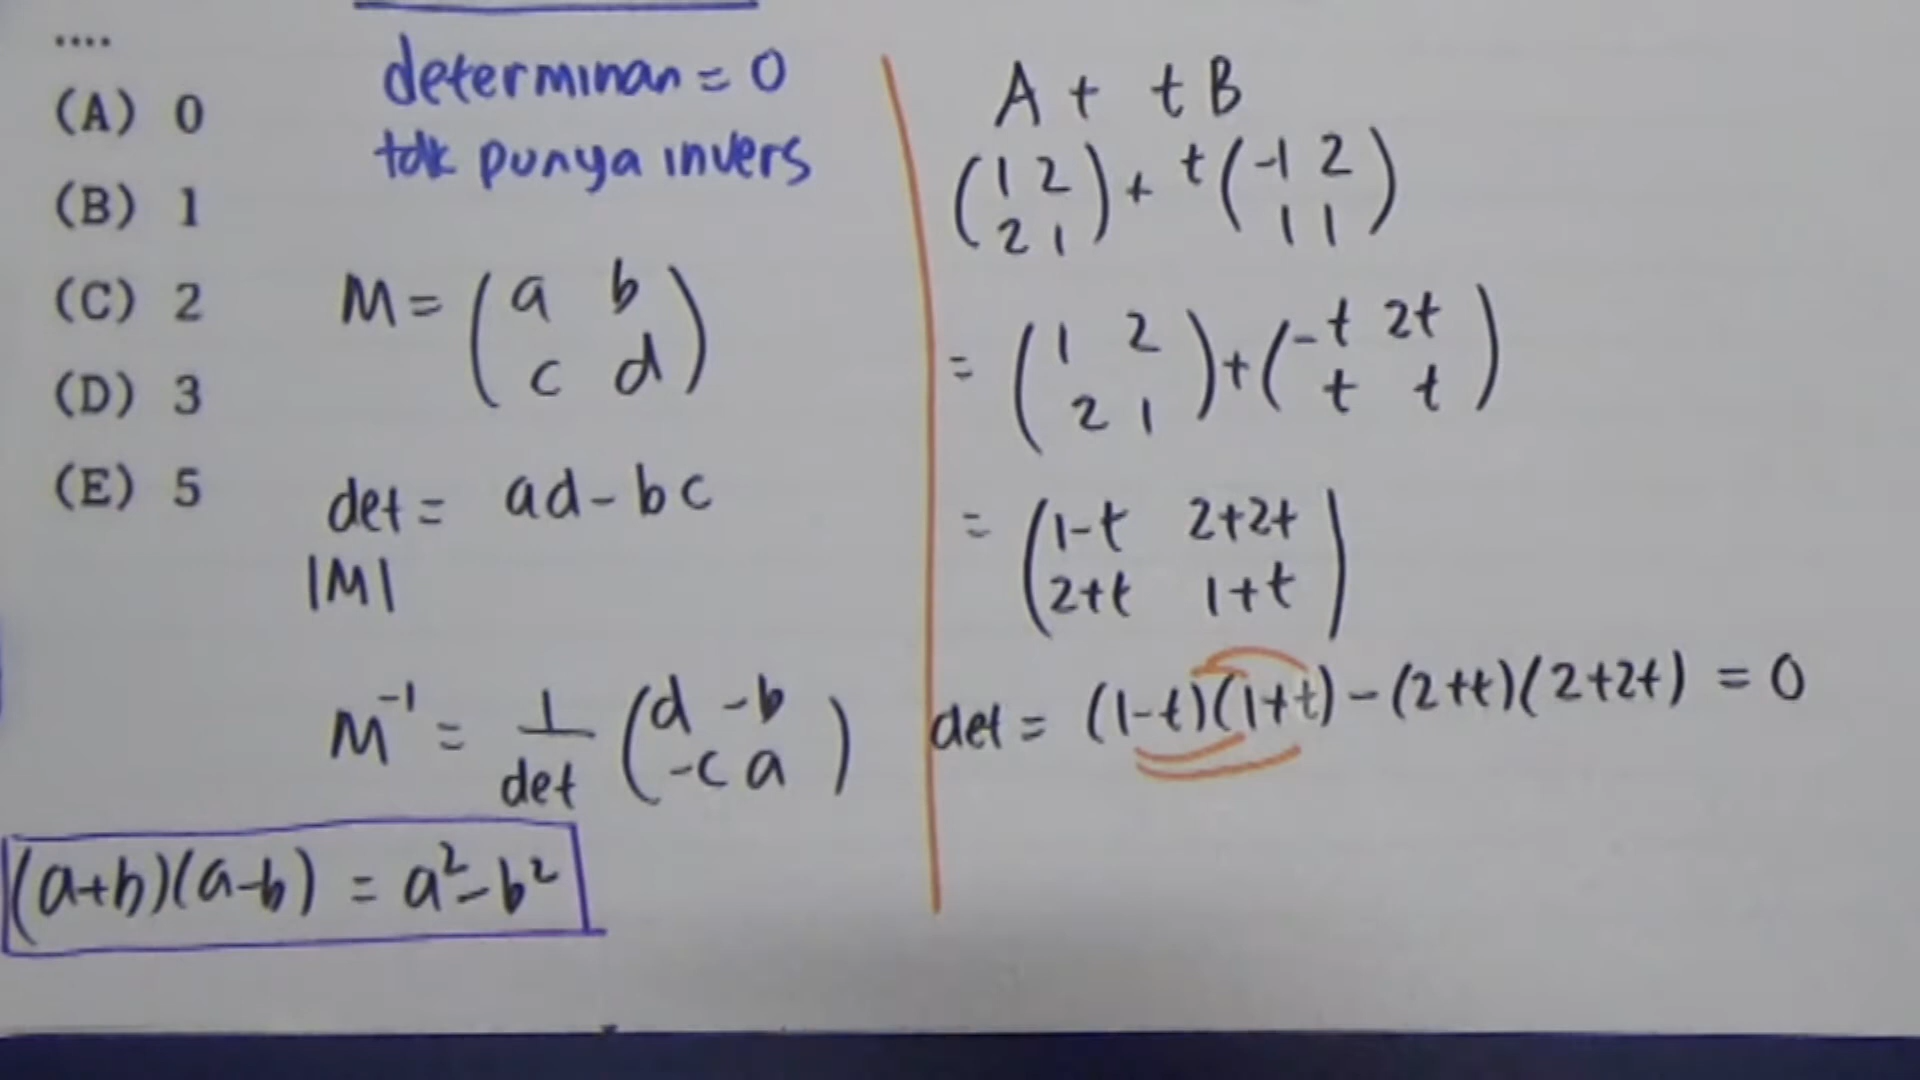 ....
(A) 0
(B) 1
(C) 2
(D) 3
(E) 5
determinan = 0
tdk punya invers
M = ( a b
c d )
det = ad - bc
|M|
M⁻¹ = 1/det ( d -b
-c a )
(a+b)(a-b) = a² - b²
A + tB
( 1 2
2 1 ) + t ( -1 2
1 1 )
= ( 1 2
2 1 ) + ( -t 2t
t t )
= ( 1-t 2+2t
2+t 1+t )
det = (1-t)(1+t) - (2+t)(2+2t) = 0